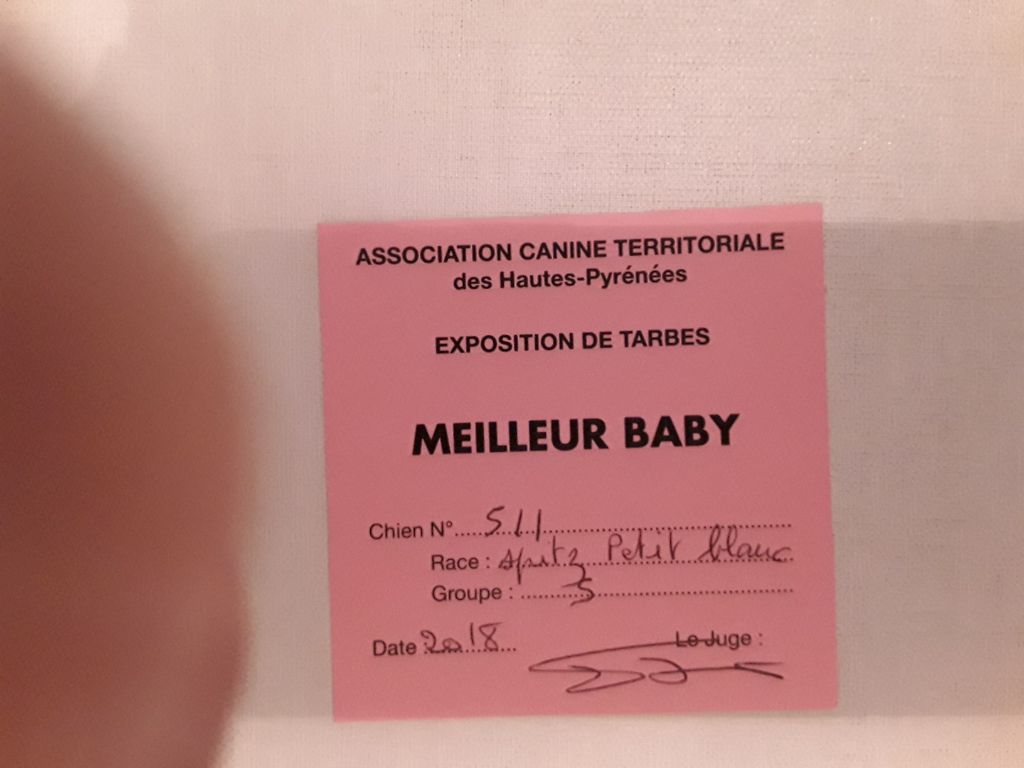 ASSOCIATION CANINE TERRITORIALE
des Hautes-Pyrénées
EXPOSITION DE TARBES
MEILLEUR BABY
Chien N° 511
Race : spitz Petit blanc
Groupe : 5
Date 2018 Le Juge :